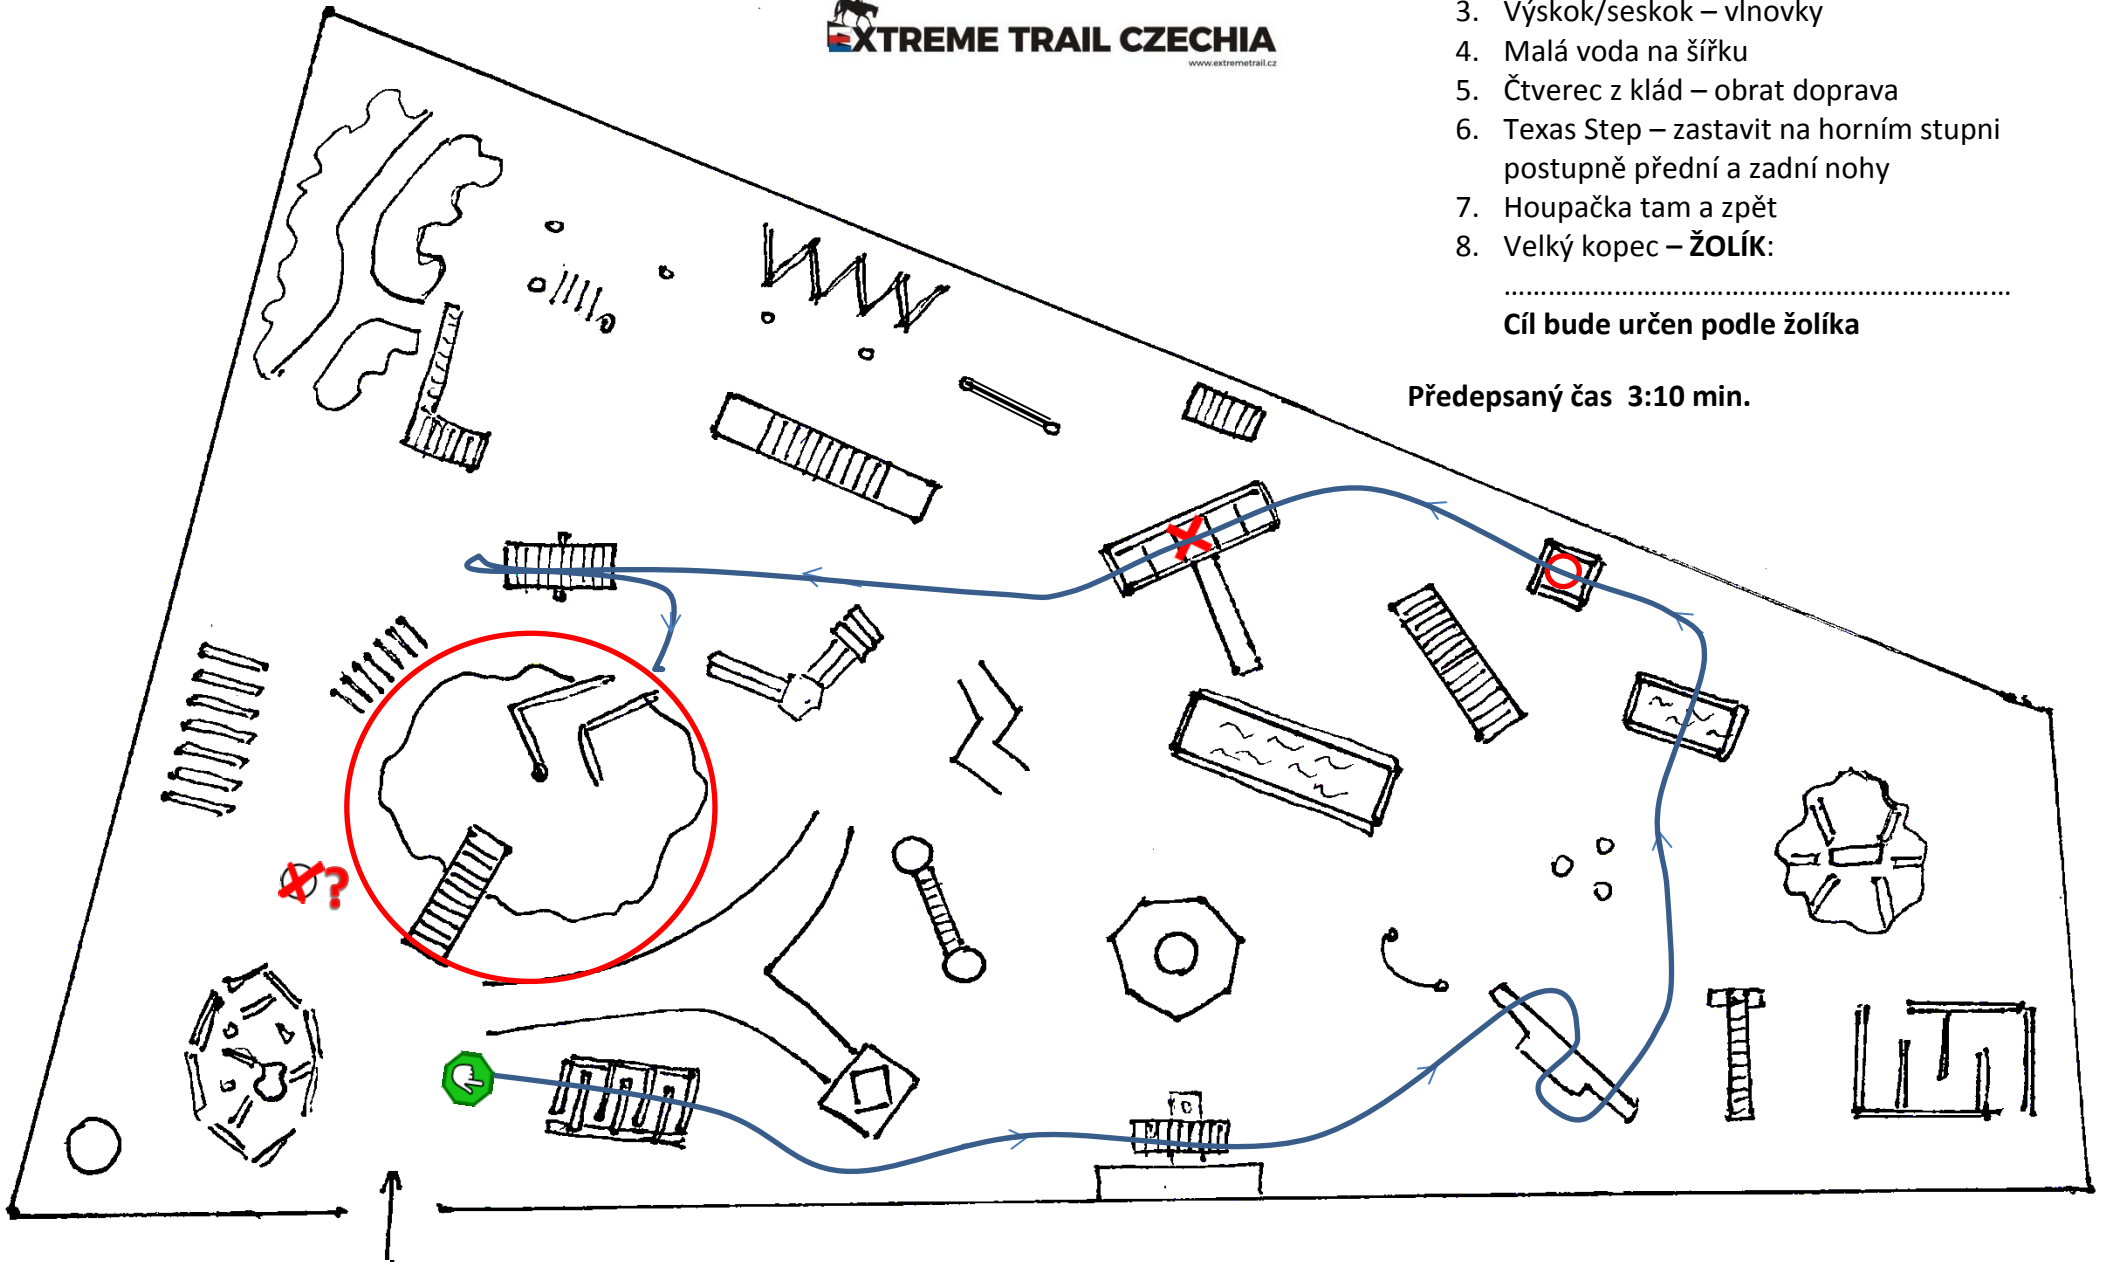 EXTREME TRAIL CZECHIA
www.extremetrail.cz
3. Výskok/seskok – vlnovky
4. Malá voda na šířku
5. Čtverec z klád – obrat doprava
6. Texas Step – zastavit na horním stupni
postupně přední a zadní nohy
7. Houpačka tam a zpět
8. Velký kopec – ŽOLÍK:
……………………………………………………………
Cíl bude určen podle žolíka
Předepsaný čas 3:10 min.
?